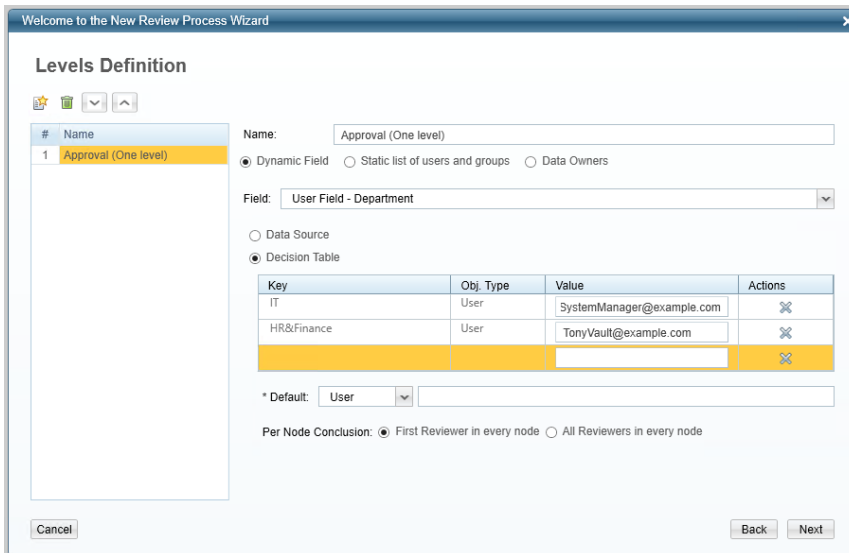 Welcome to the New Review Process Wizard
Levels Definition
# Name
1 Approval (One level)
Name: Approval (One level)
Dynamic Field Static list of users and groups Data Owners
Field: User Field - Department
Data Source
Decision Table
Key Obj. Type Value Actions
IT User SystemManager@example.com
HR&Finance User TonyVault@example.com
* Default: User
Per Node Conclusion: First Reviewer in every node All Reviewers in every node
Cancel Back Next